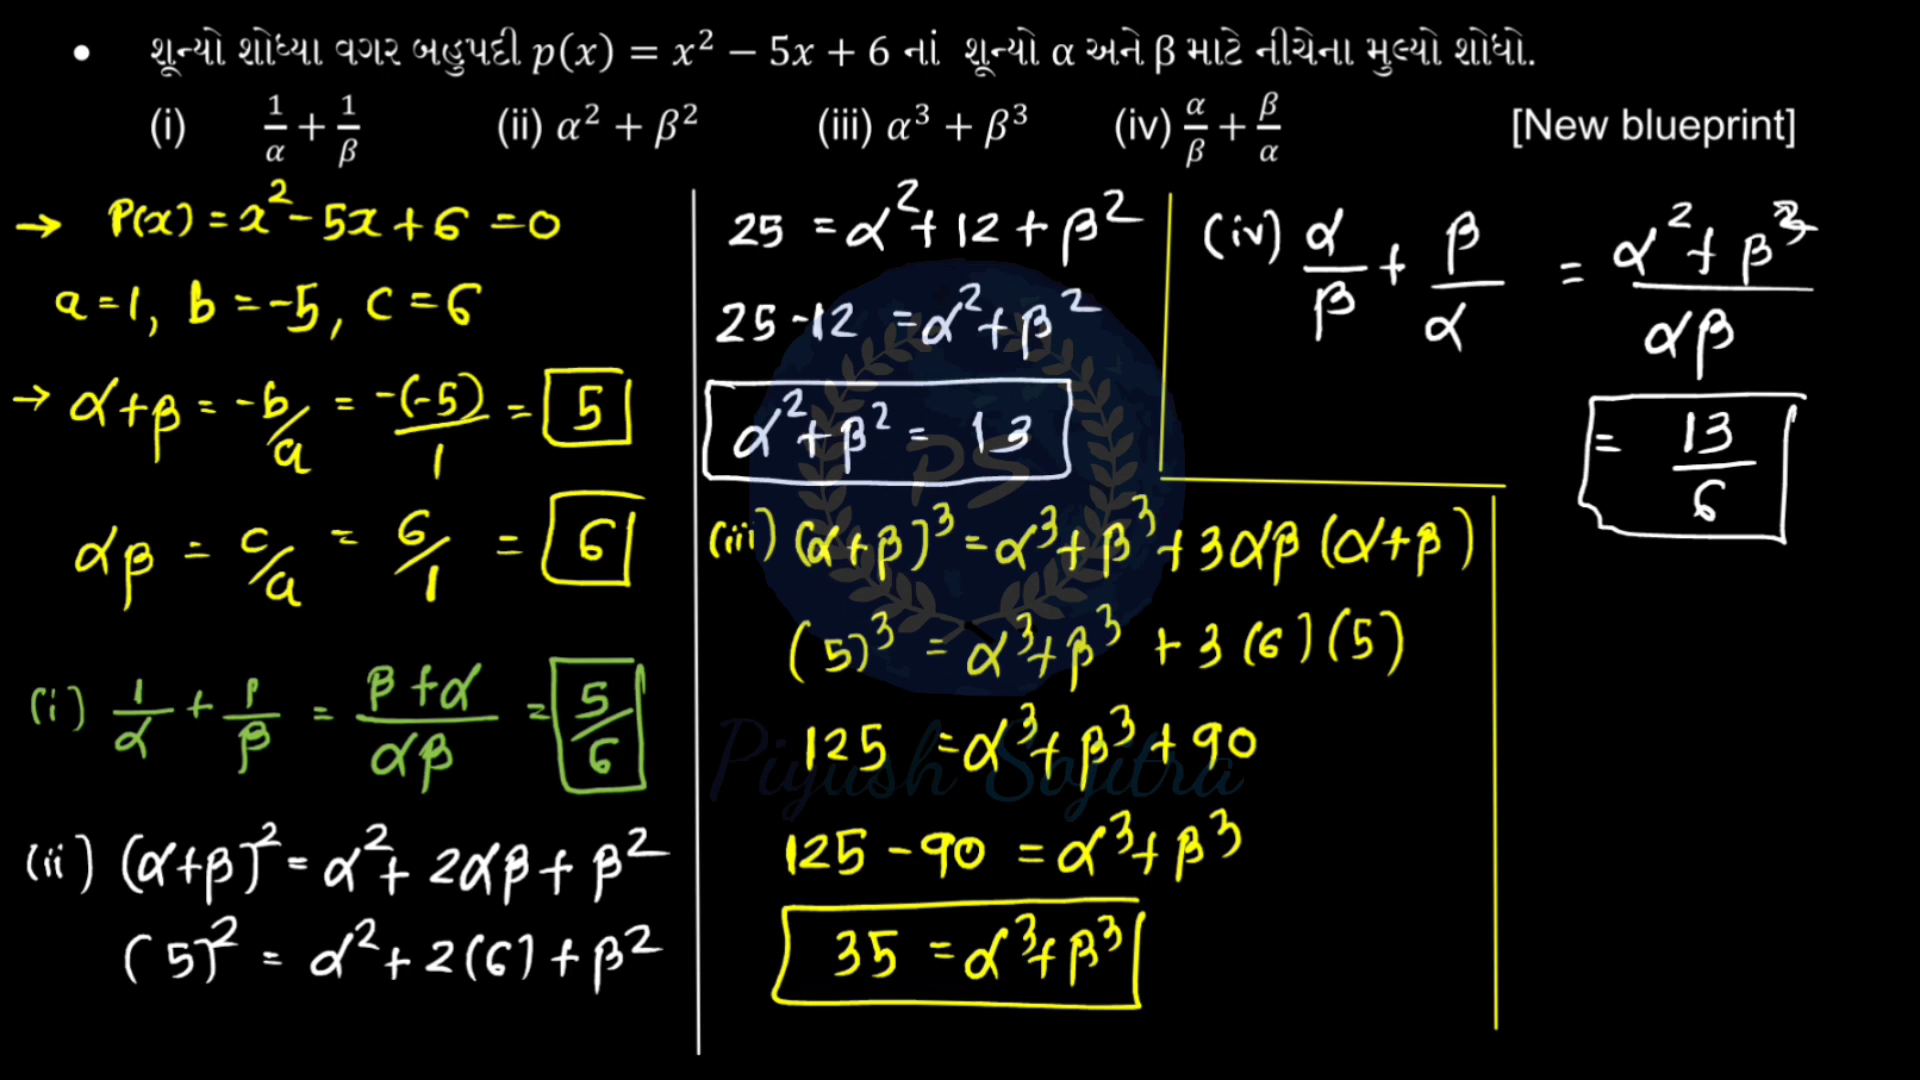 • શૂન્યો શોધ્યા વગર બહુપદી p(x) = x² − 5x + 6 નાં શૂન્યો α અને β માટે નીચેના મુલ્યો શોધો.
(i) 1/α + 1/β (ii) α² + β² (iii) α³ + β³ (iv) α/β + β/α [New blueprint]
→ P(x) = x² - 5x + 6 = 0
a = 1, b = -5, c = 6
→ α+β = -b/a = -(-5)/1 = 5
αβ = c/a = 6/1 = 6
(i) 1/α + 1/β = β+α/αβ = 5/6
(ii) (α+β)² = α² + 2αβ + β²
(5)² = α² + 2(6) + β²
25 = α² + 12 + β²
25 - 12 = α² + β²
α² + β² = 13
(iii) (α+β)³ = α³ + β³ + 3αβ (α+β)
(5)³ = α³ + β³ + 3(6)(5)
125 = α³ + β³ + 90
125 - 90 = α³ + β³
35 = α³ + β³
(iv) α/β + β/α = α² + β²/αβ
= 13/6
PS
Piyush Sojitra